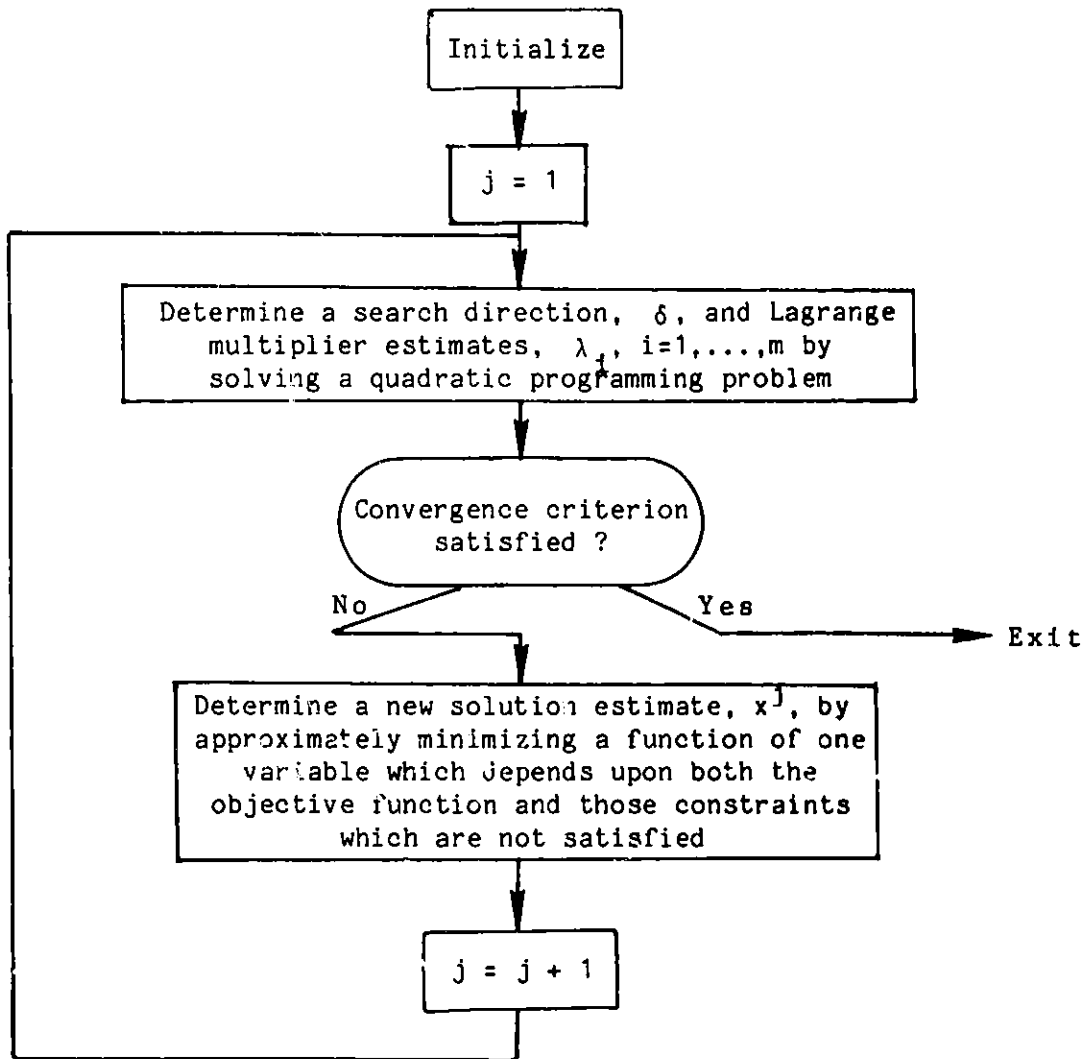 Initialize
j = 1
Determine a search direction, δ, and Lagrange
multiplier estimates, λᵢ, i=1,...,m by
solving a quadratic programming problem
Convergence criterion
satisfied ?
No
Yes
Exit
Determine a new solution estimate, xʲ, by
approximately minimizing a function of one
variable which depends upon both the
objective function and those constraints
which are not satisfied
j = j + 1